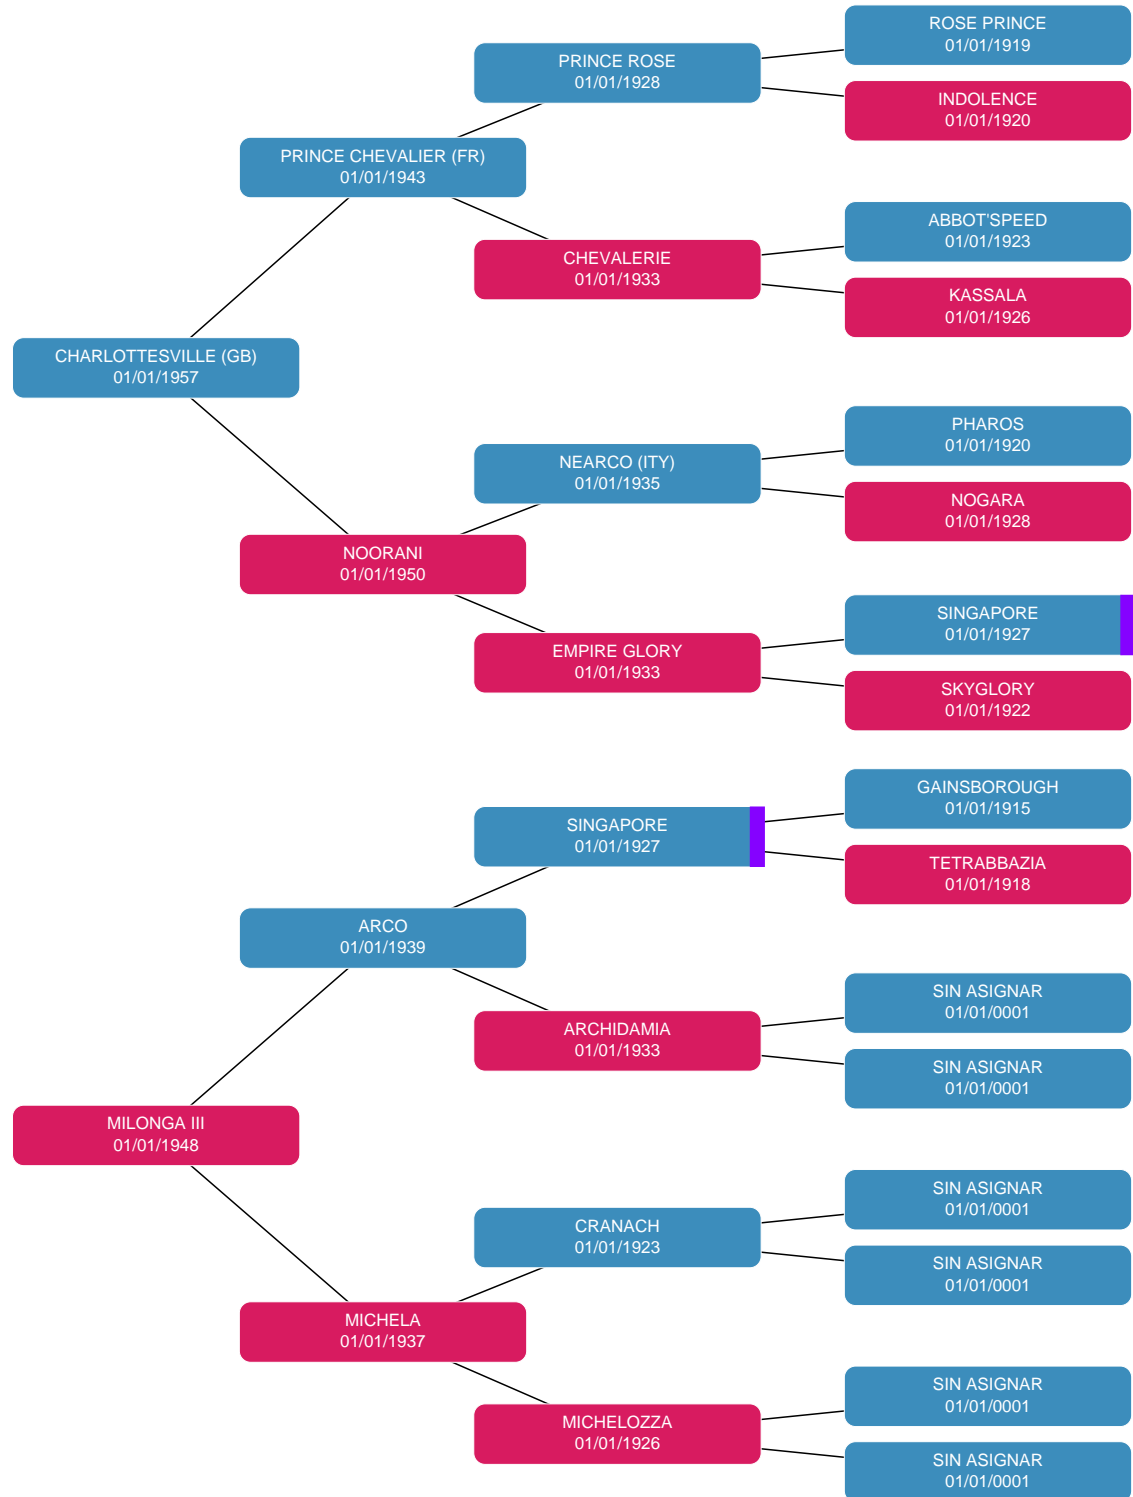 ROSE PRINCE
01/01/1919
PRINCE ROSE
01/01/1928
INDOLENCE
01/01/1920
PRINCE CHEVALIER (FR)
01/01/1943
ABBOT'SPEED
01/01/1923
CHEVALERIE
01/01/1933
KASSALA
01/01/1926
CHARLOTTESVILLE (GB)
01/01/1957
PHAROS
01/01/1920
NEARCO (ITY)
01/01/1935
NOGARA
01/01/1928
NOORANI
01/01/1950
SINGAPORE
01/01/1927
EMPIRE GLORY
01/01/1933
SKYGLORY
01/01/1922
GAINSBOROUGH
01/01/1915
SINGAPORE
01/01/1927
TETRABBAZIA
01/01/1918
ARCO
01/01/1939
SIN ASIGNAR
01/01/0001
ARCHIDAMIA
01/01/1933
SIN ASIGNAR
01/01/0001
MILONGA III
01/01/1948
SIN ASIGNAR
01/01/0001
CRANACH
01/01/1923
SIN ASIGNAR
01/01/0001
MICHELA
01/01/1937
SIN ASIGNAR
01/01/0001
MICHELOZZA
01/01/1926
SIN ASIGNAR
01/01/0001